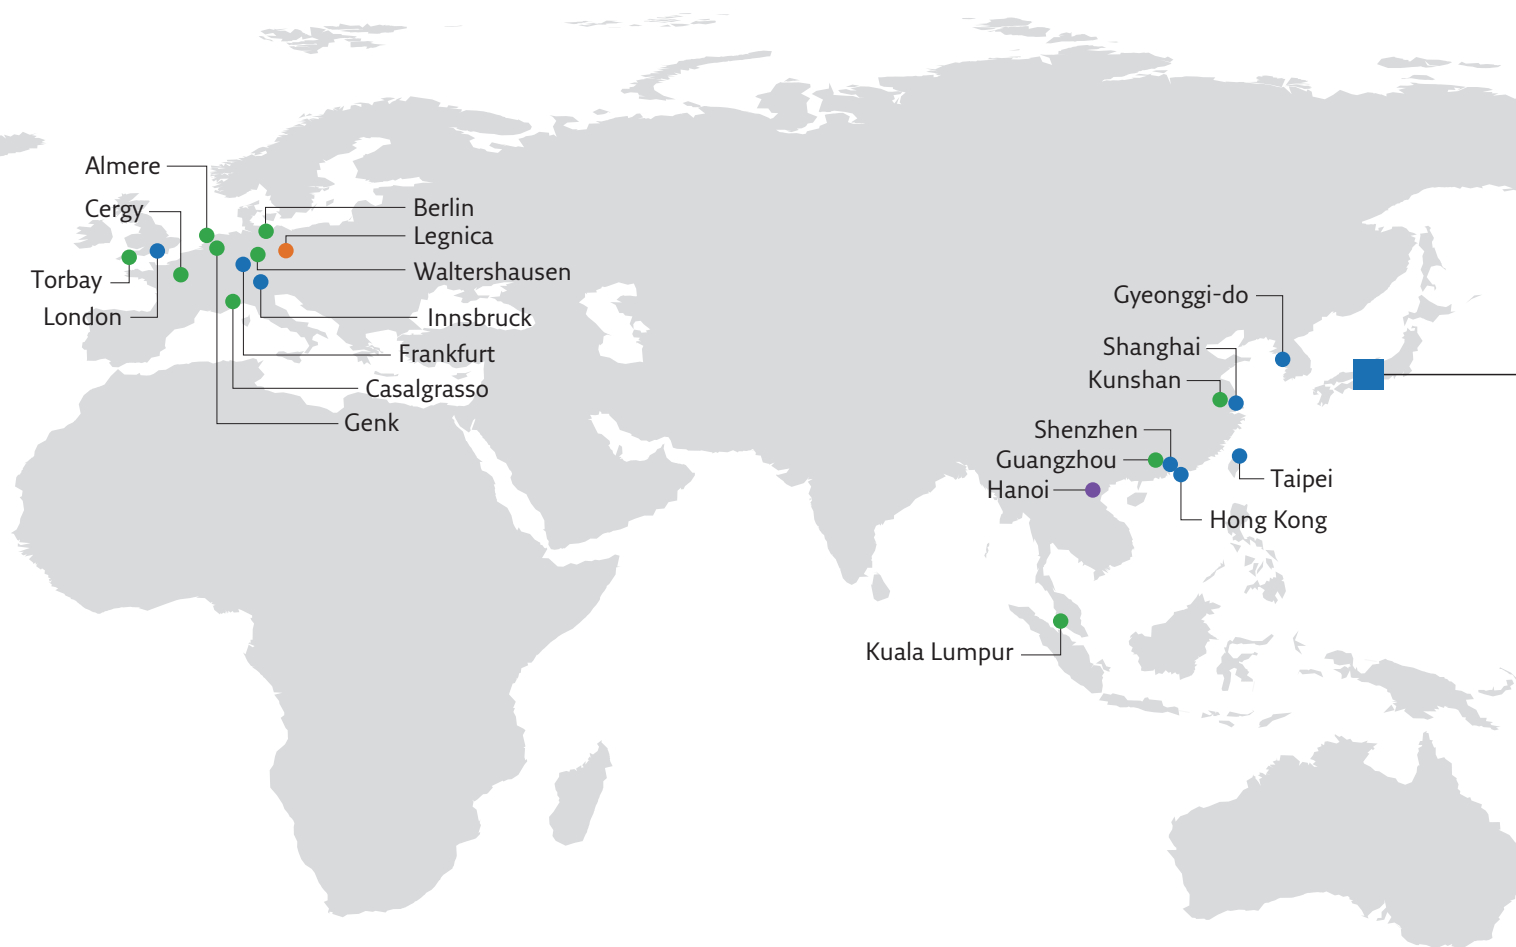 Almere
Cergy
Torbay
London
Berlin
Legnica
Waltershausen
Innsbruck
Frankfurt
Casalgrasso
Genk
Gyeonggi-do
Shanghai
Kunshan
Shenzhen
Guangzhou
Hanoi
Taipei
Hong Kong
Kuala Lumpur